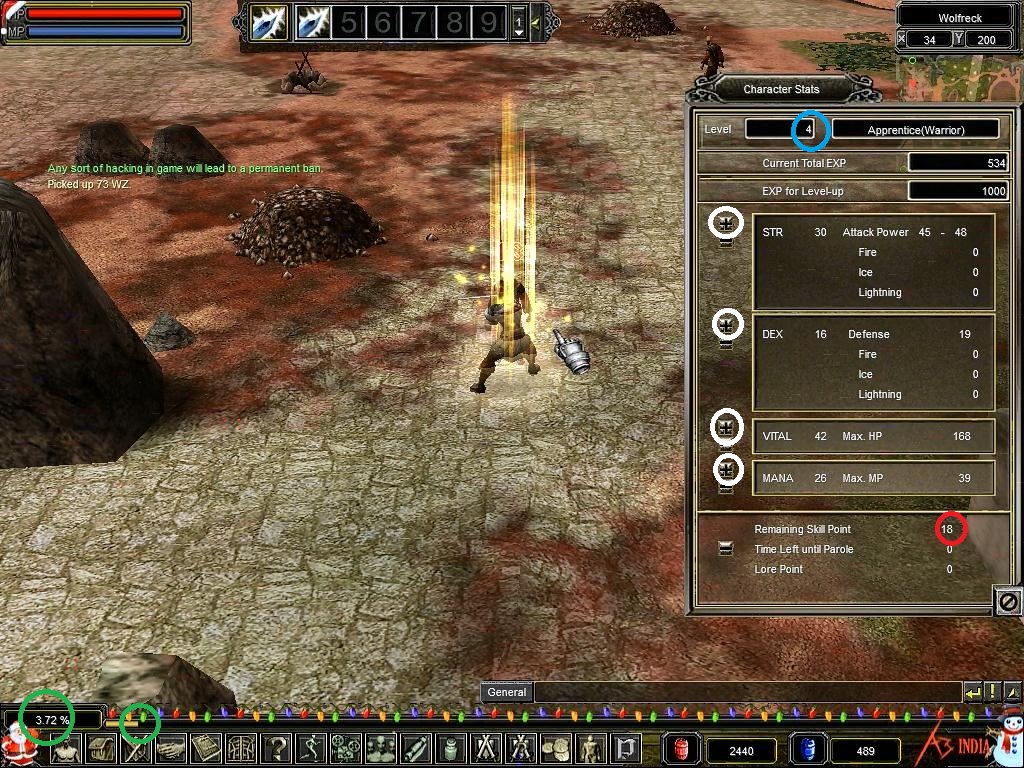 HP
MP
5 6 7 8 9 1
Wolfreck
X 34 Y 200
Character Stats
Level 4 Apprentice(Warrior)
Current Total EXP 534
EXP for Level-up 1000
STR 30 Attack Power 45 - 48
Fire 0
Ice 0
Lightning 0
DEX 16 Defense 19
Fire 0
Ice 0
Lightning 0
VITAL 42 Max. HP 168
MANA 26 Max. MP 39
Remaining Skill Point 18
Time Left until Parole 0
Lore Point 0
Any sort of hacking in game will lead to a permanent ban.
Picked up 73 WZ.
General
3.72 %
2440 489
A3 INDIA